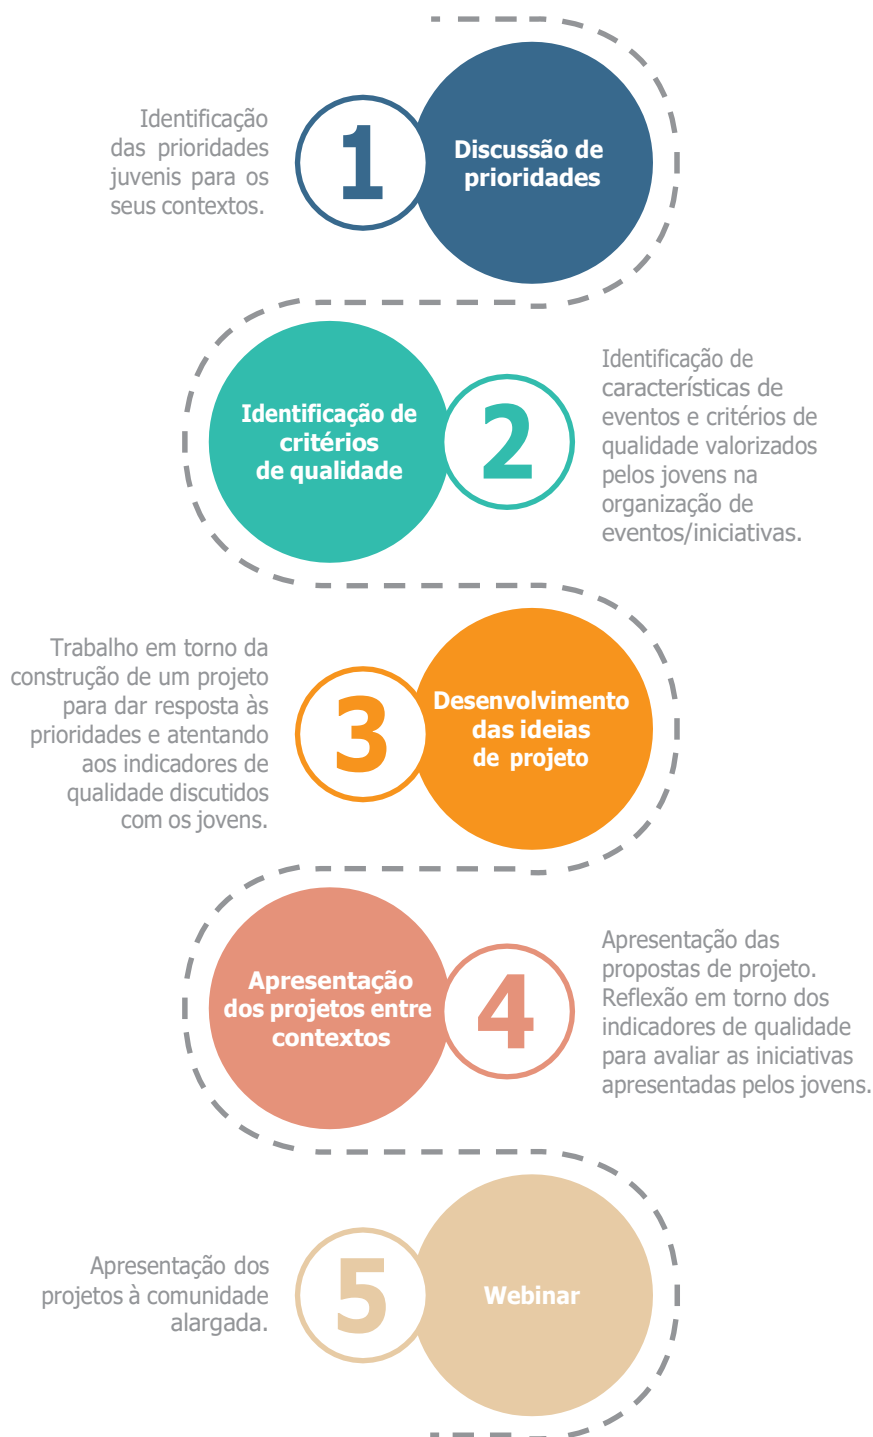 Identificação
das prioridades
juvenis para os
seus contextos.
1
Discussão de
prioridades
Identificação de
critérios
de qualidade
2
Identificação de
características de
eventos e critérios de
qualidade valorizados
pelos jovens na
organização de
eventos/iniciativas.
Trabalho em torno da
construção de um projeto
para dar resposta às
prioridades e atentando
aos indicadores de
qualidade discutidos
com os jovens.
3
Desenvolvimento
das ideias
de projeto
Apresentação
dos projetos entre
contextos
4
Apresentação das
propostas de projeto.
Reflexão em torno dos
indicadores de qualidade
para avaliar as iniciativas
apresentadas pelos jovens.
Apresentação dos
projetos à comunidade
alargada.
5
Webinar